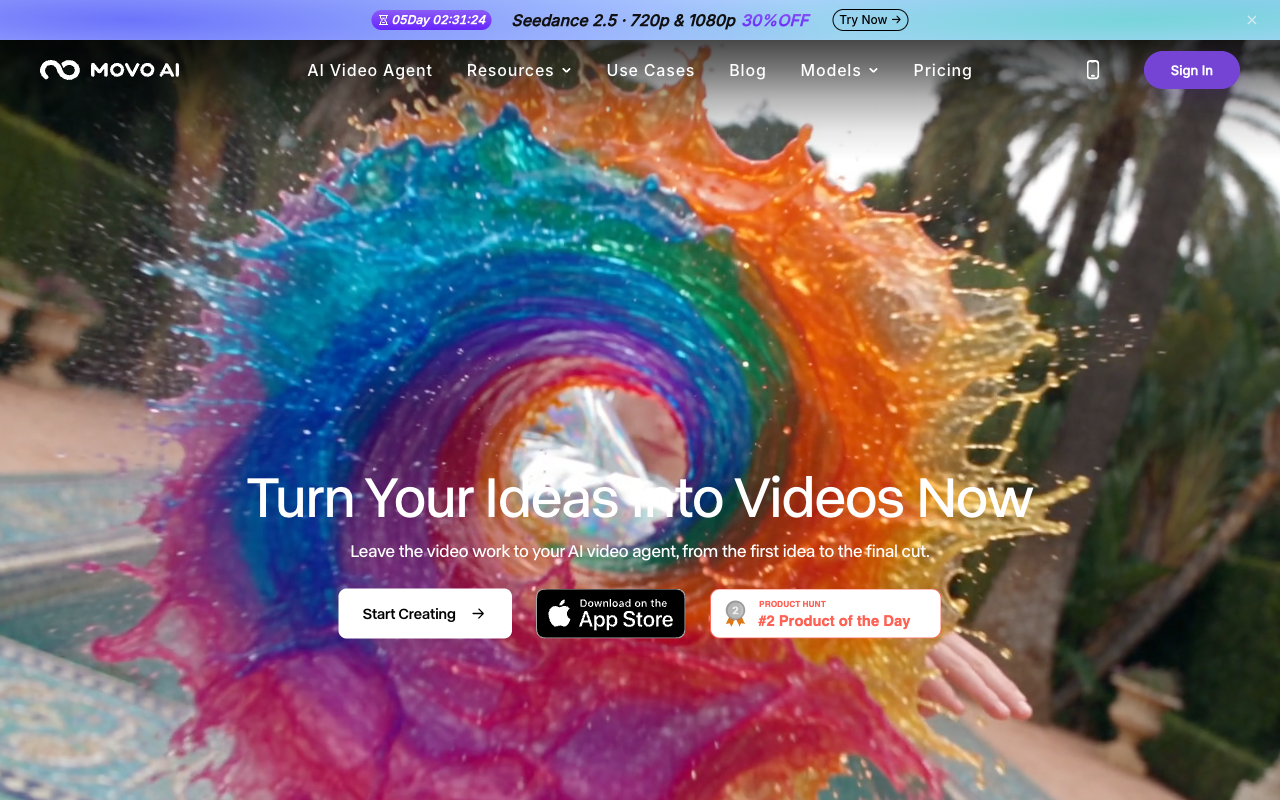 05Day 02:31:24
Seedance 2.5 · 720p & 1080p 30%OFF
Try Now →
MOVO AI
AI Video Agent
Resources
Use Cases
Blog
Models
Pricing
Sign In
Turn Your Ideas Into Videos Now
Leave the video work to your AI video agent, from the first idea to the final cut.
Start Creating →
Download on the
App Store
2
PRODUCT HUNT
#2 Product of the Day